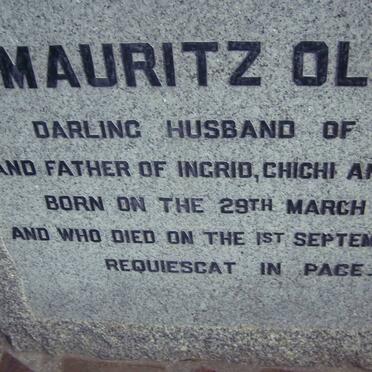 MAURITZ OL
DARLING HUSBAND OF
AND FATHER OF INGRID, CHICHI AN
BORN ON THE 29TH MARCH
AND WHO DIED ON THE 1ST SEPTEM
REQUIESCAT IN PACE.